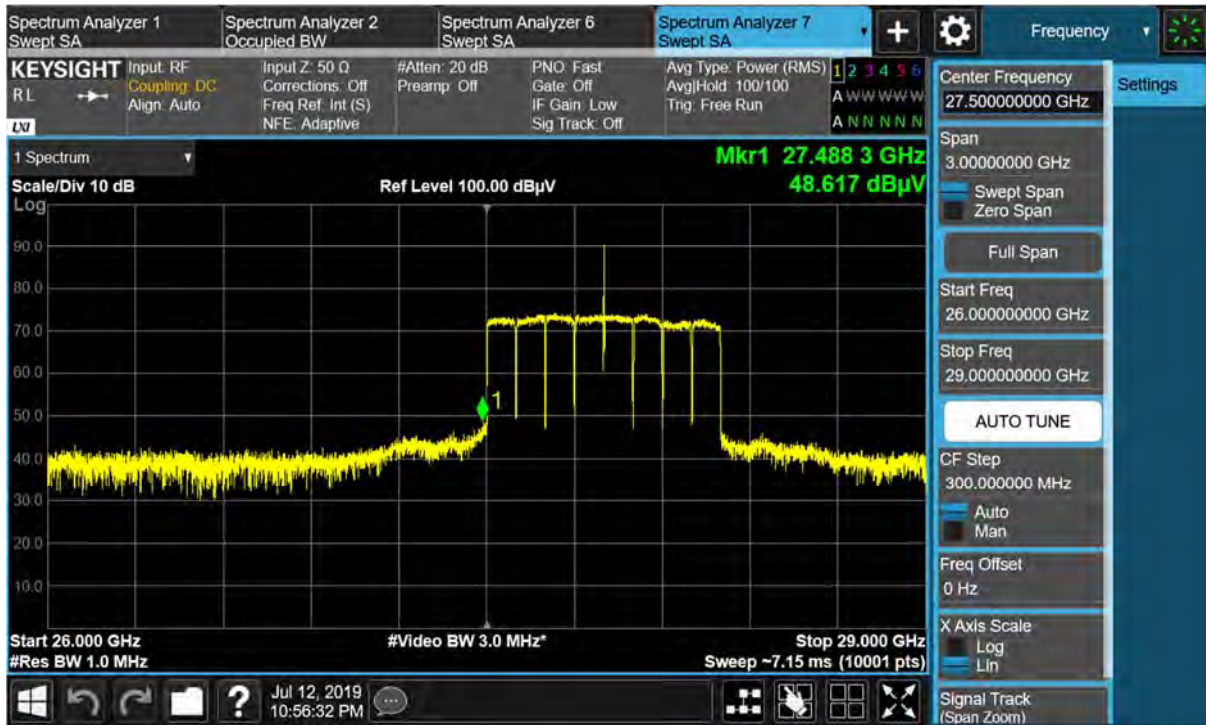 Spectrum Analyzer 1
Swept SA
Spectrum Analyzer 2
Occupied BW
Spectrum Analyzer 6
Swept SA
Spectrum Analyzer 7
Swept SA
+
Frequency
KEYSIGHT
RL
LXI
Input: RF
Coupling: DC
Align: Auto
Input Z: 50 Ω
Corrections: Off
Freq Ref: Int (S)
NFE: Adaptive
#Atten: 20 dB
Preamp: Off
PNO: Fast
Gate: Off
IF Gain: Low
Sig Track: Off
Avg Type: Power (RMS)
Avg|Hold: 100/100
Trig: Free Run
1 2 3 4 5 6
A W W W W W
A N N N N N
1 Spectrum
Scale/Div 10 dB
Log
Ref Level 100.00 dBµV
Mkr1 27.488 3 GHz
48.617 dBµV
90.0
80.0
70.0
60.0
50.0
40.0
30.0
20.0
10.0
1
Start 26.000 GHz
#Res BW 1.0 MHz
#Video BW 3.0 MHz*
Stop 29.000 GHz
Sweep ~7.15 ms (10001 pts)
Center Frequency
27.500000000 GHz
Span
3.00000000 GHz
Swept Span
Zero Span
Full Span
Start Freq
26.000000000 GHz
Stop Freq
29.000000000 GHz
AUTO TUNE
CF Step
300.000000 MHz
Auto
Man
Freq Offset
0 Hz
X Axis Scale
Log
Lin
Signal Track
(Span Zoom)
Settings
?
Jul 12, 2019
10:56:32 PM